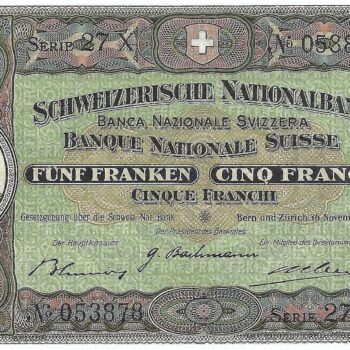 SERIE 27 X № 0538
SCHWEIZERISCHE NATIONALBAN
BANCA NAZIONALE SVIZZERA
BANQUE NATIONALE SUISSE
FÜNF FRANKEN CINQ FRANC
CINQUE FRANCHI
Gesetzgebung über die Schweiz. Nat. Bank Bern und Zürich, 16 Novem
Der Präsident d. Bankrates:
Der Hauptkassier Ein Mitglied des Direktoriums
G. Bachmann
№ 053878 SERIE 27